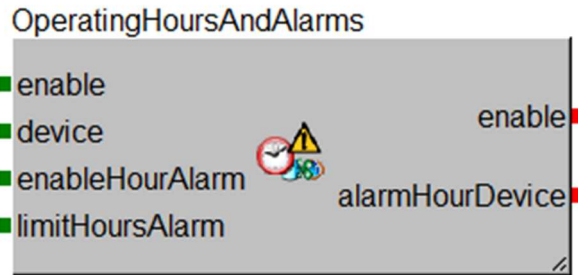 OperatingHoursAndAlarms
enable
device
enableHourAlarm
limitHoursAlarm
enable
alarmHourDevice